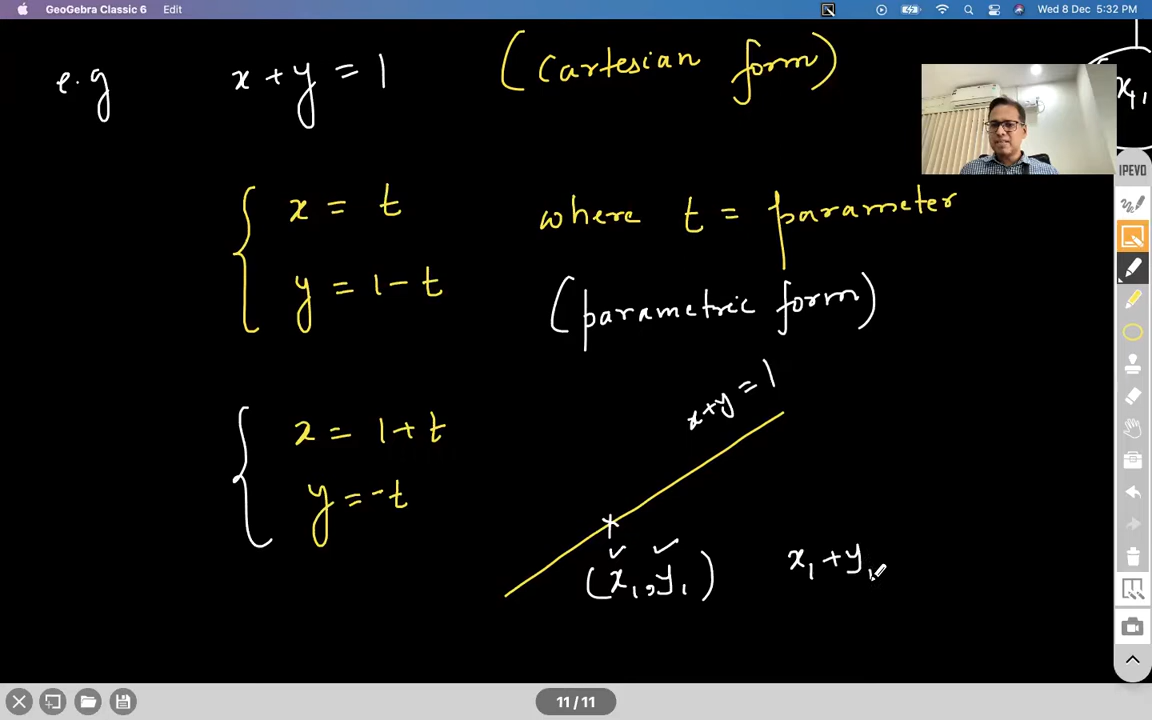 GeoGebra Classic 6 Edit Wed 8 Dec 5:32 PM
e.g x+y = 1 (Cartesian form)
x = t where t = parameter
y = 1 - t (parametric form)
x+y = 1
x = 1 + t
y = -t
(x₁, y₁) x₁ + y₁
x₁,
IPEVO
11/11